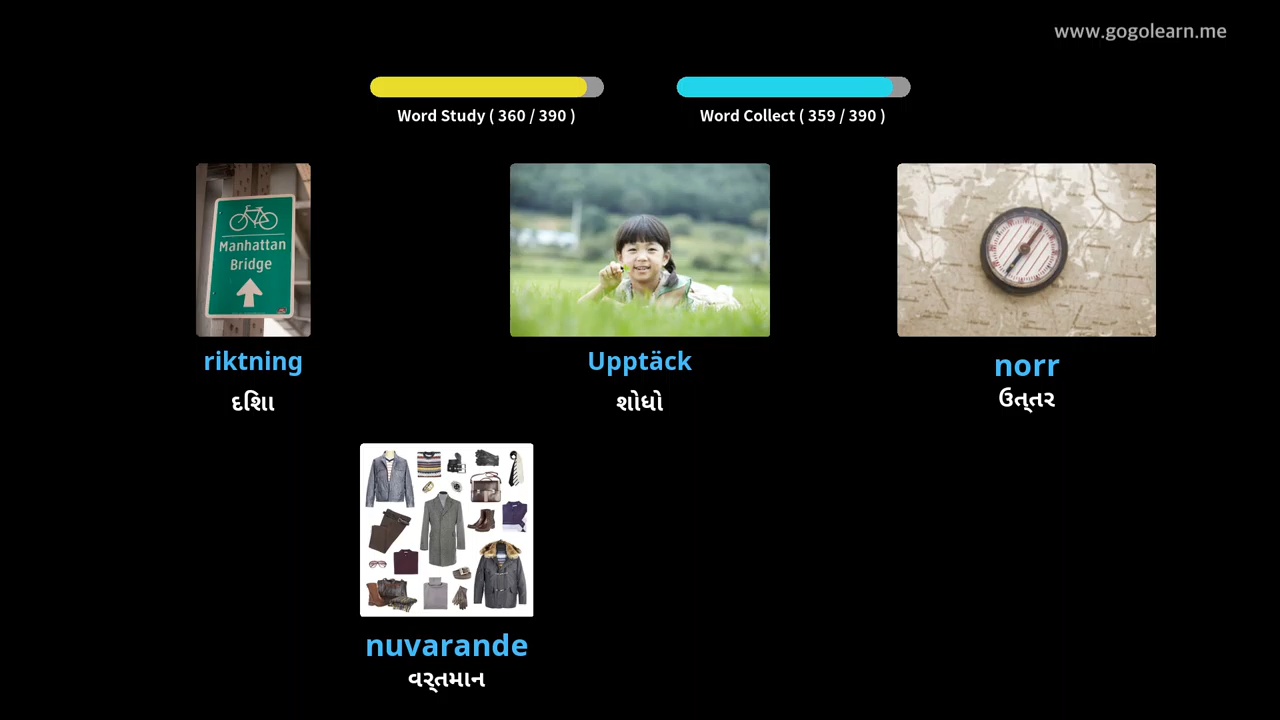 www.gogolearn.me
Word Study ( 360 / 390 )
Word Collect ( 359 / 390 )
Manhattan
Bridge
riktning
દિશા
Upptäck
શોધો
norr
ઉત્તર
nuvarande
વર્તમાન